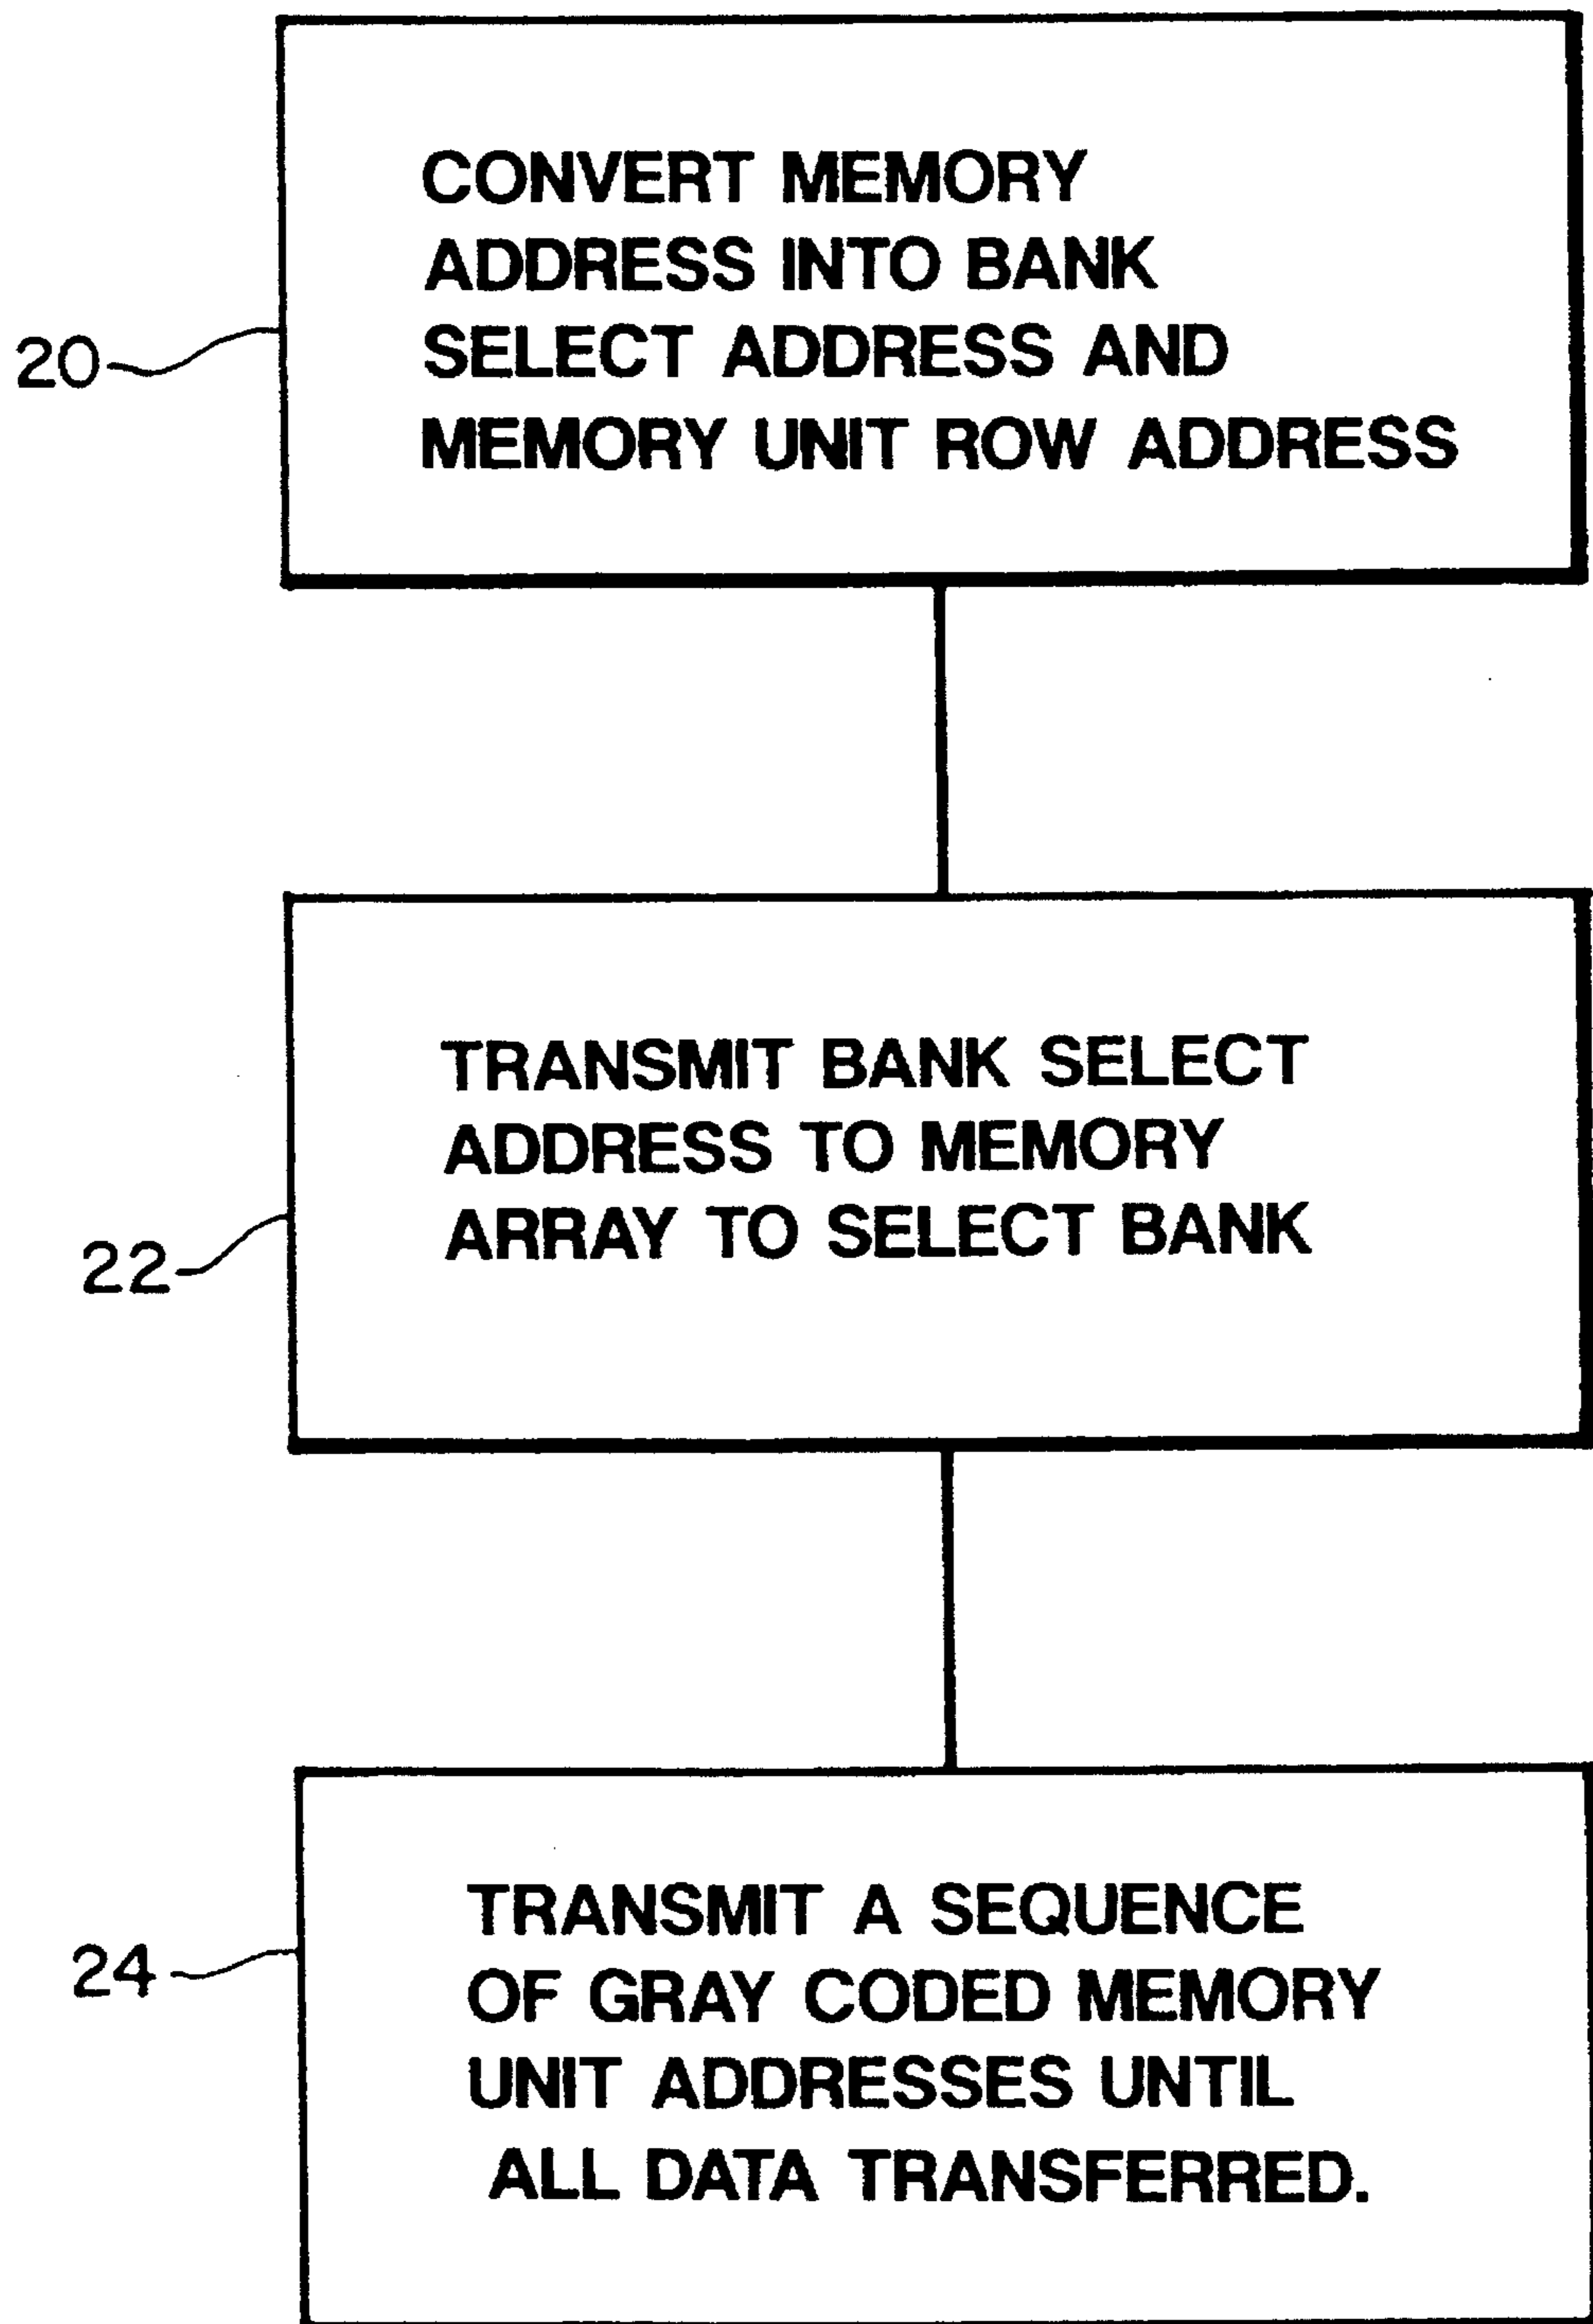 CONVERT MEMORY
ADDRESS INTO BANK
SELECT ADDRESS AND
MEMORY UNIT ROW ADDRESS
20
TRANSMIT BANK SELECT
ADDRESS TO MEMORY
ARRAY TO SELECT BANK
22
TRANSMIT A SEQUENCE
OF GRAY CODED MEMORY
UNIT ADDRESSES UNTIL
ALL DATA TRANSFERRED.
24